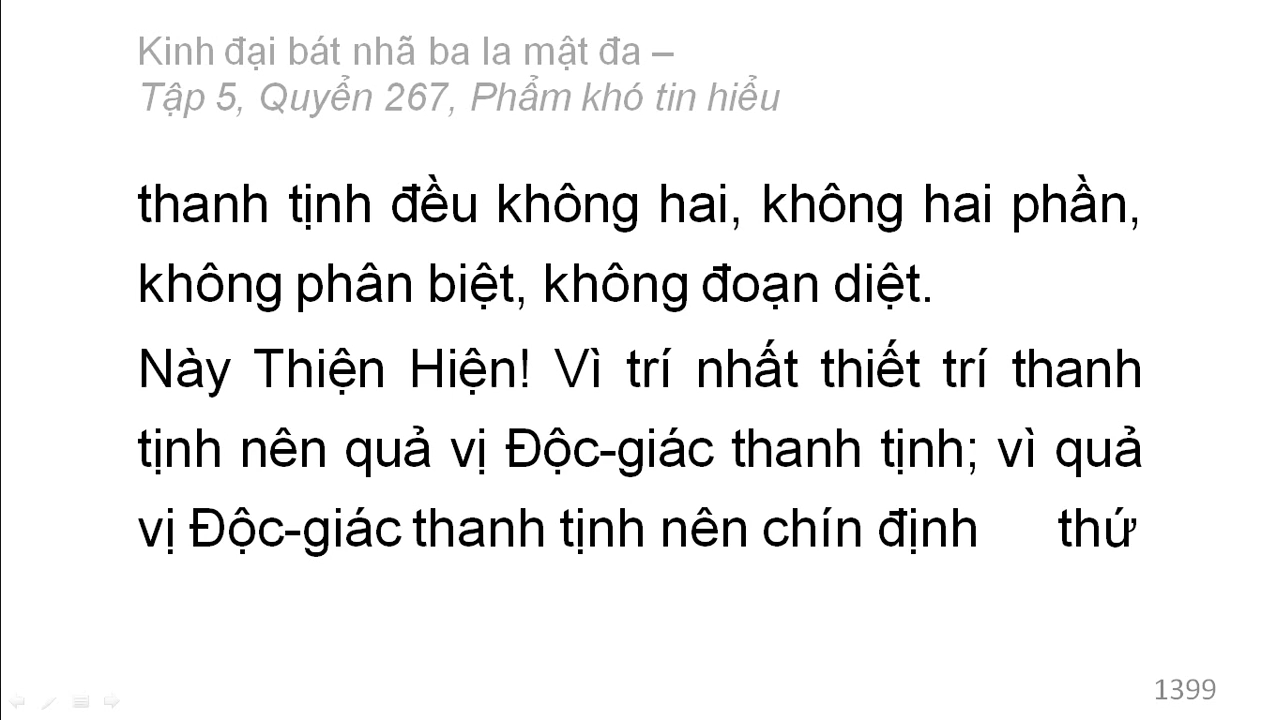 Kinh đại bát nhã ba la mật đa –
Tập 5, Quyển 267, Phẩm khó tin hiểu
thanh tịnh đều không hai, không hai phần,
không phân biệt, không đoạn diệt.
Này Thiện Hiện! Vì trí nhất thiết trí thanh
tịnh nên quả vị Độc-giác thanh tịnh; vì quả
vị Độc-giác thanh tịnh nên chín định thứ
1399